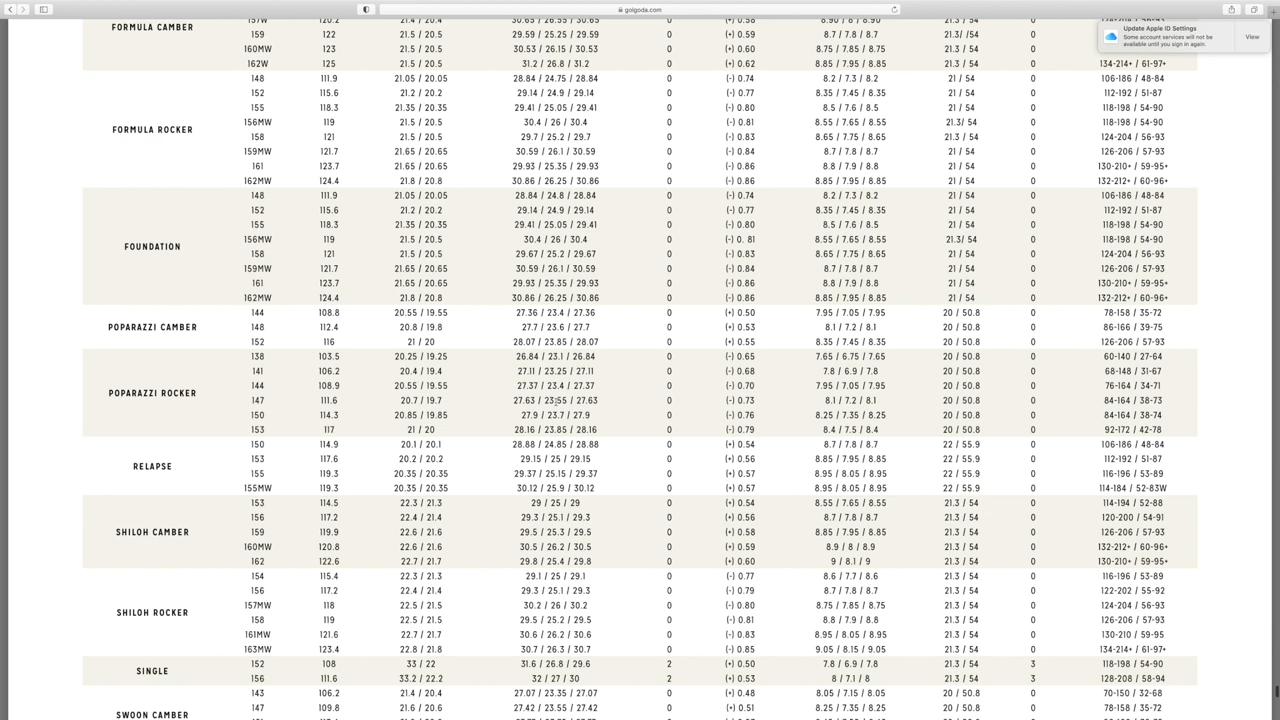 golgoda.com
Update Apple ID Settings
Some account services will not be
available until you sign in again.
View
FORMULA CAMBER
159 122 21.5 / 20.5 29.59 / 25.25 / 29.59 0 (+) 0.59 8.7 / 7.8 / 8.7 21.3/ /54 0
160MW 123 21.5 / 20.5 30.53 / 26.15 / 30.53 0 (+) 0.60 8.75 / 7.85 / 8.75 21.3 / 54 0
162W 125 21.5 / 20.5 31.2 / 26.8 / 31.2 0 (+) 0.62 8.85 / 7.95 / 8.85 21.3 / 54 0 134-214+ / 61-97+
FORMULA ROCKER
148 111.9 21.05 / 20.05 28.84 / 24.75 / 28.84 0 (-) 0.74 8.2 / 7.3 / 8.2 21 / 54 0 106-186 / 48-84
152 115.6 21.2 / 20.2 29.14 / 24.9 / 29.14 0 (-) 0.77 8.35 / 7.45 / 8.35 21 / 54 0 112-192 / 51-87
155 118.3 21.35 / 20.35 29.41 / 25.05 / 29.41 0 (-) 0.80 8.5 / 7.6 / 8.5 21 / 54 0 118-198 / 54-90
156MW 119 21.5 / 20.5 30.4 / 26 / 30.4 0 (-) 0.81 8.55 / 7.65 / 8.55 21.3/ 54 0 118-198 / 54-90
158 121 21.5 / 20.5 29.7 / 25.2 / 29.7 0 (-) 0.83 8.65 / 7.75 / 8.65 21.3 / 54 0 124-204 / 56-93
159MW 121.7 21.65 / 20.65 30.59 / 26.1 / 30.59 0 (-) 0.84 8.7 / 7.8 / 8.7 21 / 54 0 126-206 / 57-93
161 123.7 21.65 / 20.65 29.93 / 25.35 / 29.93 0 (-) 0.86 8.8 / 7.9 / 8.8 21 / 54 0 130-210+ / 59-95+
162MW 124.4 21.8 / 20.8 30.86 / 26.25 / 30.86 0 (-) 0.86 8.85 / 7.95 / 8.85 21 / 54 0 132-212+ / 60-96+
FOUNDATION
148 111.9 21.05 / 20.05 28.84 / 24.8 / 28.84 0 (-) 0.74 8.2 / 7.3 / 8.2 21 / 54 0 106-186 / 48-84
152 115.6 21.2 / 20.2 29.14 / 24.9 / 29.14 0 (-) 0.77 8.35 / 7.45 / 8.35 21 / 54 0 112-192 / 51-87
155 118.3 21.35 / 20.35 29.41 / 25.05 / 29.41 0 (-) 0.80 8.5 / 7.6 / 8.5 21 / 54 0 118-198 / 54-90
156MW 119 21.5 / 20.5 30.4 / 26 / 30.4 0 (-) 0. 81 8.55 / 7.65 / 8.55 21.3/ 54 0 118-198 / 54-90
158 121 21.5 / 20.5 29.67 / 25.2 / 29.67 0 (-) 0.83 8.65 / 7.75 / 8.65 21 / 54 0 124-204 / 56-93
159MW 121.7 21.65 / 20.65 30.59 / 26.1 / 30.59 0 (-) 0.84 8.7 / 7.8 / 8.7 21 / 54 0 126-206 / 57-93
161 123.7 21.65 / 20.65 29.93 / 25.35 / 29.93 0 (-) 0.86 8.8 / 7.9 / 8.8 21 / 54 0 130-210+ / 59-95+
162MW 124.4 21.8 / 20.8 30.86 / 26.25 / 30.86 0 (-) 0.86 8.85 / 7.95 / 8.85 21 / 54 0 132-212+ / 60-96+
POPARAZZI CAMBER
144 108.8 20.55 / 19.55 27.36 / 23.4 / 27.36 0 (+) 0.50 7.95 / 7.05 / 7.95 20 / 50.8 0 78-158 / 35-72
148 112.4 20.8 / 19.8 27.7 / 23.6 / 27.7 0 (+) 0.53 8.1 / 7.2 / 8.1 20 / 50.8 0 86-166 / 39-75
152 116 21 / 20 28.07 / 23.85 / 28.07 0 (+) 0.55 8.35 / 7.45 / 8.35 20 / 50.8 0 92-172 / 42-78
POPARAZZI ROCKER
138 103.5 20.25 / 19.25 26.84 / 23.1 / 26.84 0 (-) 0.65 7.65 / 6.75 / 7.65 20 / 50.8 0 60-140 / 27-64
141 106.2 20.4 / 19.4 27.11 / 23.25 / 27.11 0 (-) 0.68 7.8 / 6.9 / 7.8 20 / 50.8 0 68-148 / 31-67
144 108.9 20.55 / 19.55 27.37 / 23.4 / 27.37 0 (-) 0.70 7.95 / 7.05 / 7.95 20 / 50.8 0 76-164 / 34-71
147 111.6 20.7 / 19.7 27.63 / 23.55 / 27.63 0 (-) 0.73 8.1 / 7.2 / 8.1 20 / 50.8 0 84-164 / 38-73
150 114.3 20.85 / 19.85 27.9 / 23.7 / 27.9 0 (-) 0.76 8.25 / 7.35 / 8.25 20 / 50.8 0 84-164 / 38-74
153 117 21 / 20 28.16 / 23.85 / 28.16 0 (-) 0.79 8.4 / 7.5 / 8.4 20 / 50.8 0 92-172 / 42-78
RELAPSE
150 114.9 20.1 / 20.1 28.88 / 24.85 / 28.88 0 (+) 0.54 8.7 / 7.8 / 8.7 22 / 55.9 0 106-186 / 48-84
153 117.6 20.2 / 20.2 29.15 / 25 / 29.15 0 (+) 0.56 8.85 / 7.95 / 8.85 22 / 55.9 0 112-192 / 51-87
155 119.3 20.35 / 20.35 29.37 / 25.15 / 29.37 0 (+) 0.57 8.95 / 8.05 / 8.95 22 / 55.9 0 116-196 / 53-89
155MW 119.3 20.35 / 20.35 30.12 / 25.9 / 30.12 0 (+) 0.57 8.95 / 8.05 / 8.95 22 / 55.9 0 114-184 / 52-83W
SHILOH CAMBER
153 114.5 22.3 / 21.3 29 / 25 / 29 0 (+) 0.54 8.55 / 7.65 / 8.55 21.3 / 54 0 114-194 / 52-88
156 117.2 22.4 / 21.4 29.3 / 25.1 / 29.3 0 (+) 0.56 8.7 / 7.8 / 8.7 21.3 / 54 0 120-200 / 54-91
159 119.9 22.6 / 21.6 29.5 / 25.3 / 29.5 0 (+) 0.58 8.85 / 7.95 / 8.85 21.3 / 54 0 126-206 / 57-93
160MW 120.8 22.6 / 21.6 30.5 / 26.2 / 30.5 0 (+) 0.59 8.9 / 8 / 8.9 21.3 / 54 0 132-212+ / 60-96+
162 122.6 22.7 / 21.7 29.8 / 25.4 / 29.8 0 (+) 0.60 9 / 8.1 / 9 21.3 / 54 0 130-210+ / 59-95+
SHILOH ROCKER
154 115.4 22.3 / 21.3 29.1 / 25 / 29.1 0 (-) 0.77 8.6 / 7.7 / 8.6 21.3 / 54 0 116-196 / 53-89
156 117.2 22.4 / 21.4 29.3 / 25.1 / 29.3 0 (-) 0.79 8.7 / 7.8 / 8.7 21.3 / 54 0 122-202 / 55-92
157MW 118 22.5 / 21.5 30.2 / 26 / 30.2 0 (-) 0.80 8.75 / 7.85 / 8.75 21.3 / 54 0 124-204 / 56-93
158 119 22.5 / 21.5 29.5 / 25.2 / 29.5 0 (-) 0.81 8.8 / 7.9 / 8.8 21.3 / 54 0 126-206 / 57-93
161MW 121.6 22.7 / 21.7 30.6 / 26.2 / 30.6 0 (-) 0.83 8.95 / 8.05 / 8.95 21.3 / 54 0 130-210 / 59-95
163MW 123.4 22.8 / 21.8 30.7 / 26.3 / 30.7 0 (-) 0.85 9.05 / 8.15 / 9.05 21.3 / 54 0 134-214+ / 61-97+
SINGLE
152 108 33 / 22 31.6 / 26.8 / 29.6 2 (+) 0.50 7.8 / 6.9 / 7.8 21.3 / 54 3 118-198 / 54-90
156 111.6 33.2 / 22.2 32 / 27 / 30 2 (+) 0.53 8 / 7.1 / 8 21.3 / 54 3 128-208 / 58-94
SWOON CAMBER
143 106.2 21.4 / 20.4 27.07 / 23.35 / 27.07 0 (+) 0.48 8.05 / 7.15 / 8.05 20 / 50.8 0 70-150 / 32-68
147 109.8 21.6 / 20.6 27.42 / 23.55 / 27.42 0 (+) 0.51 8.25 / 7.35 / 8.25 20 / 50.8 0 78-158 / 35-72